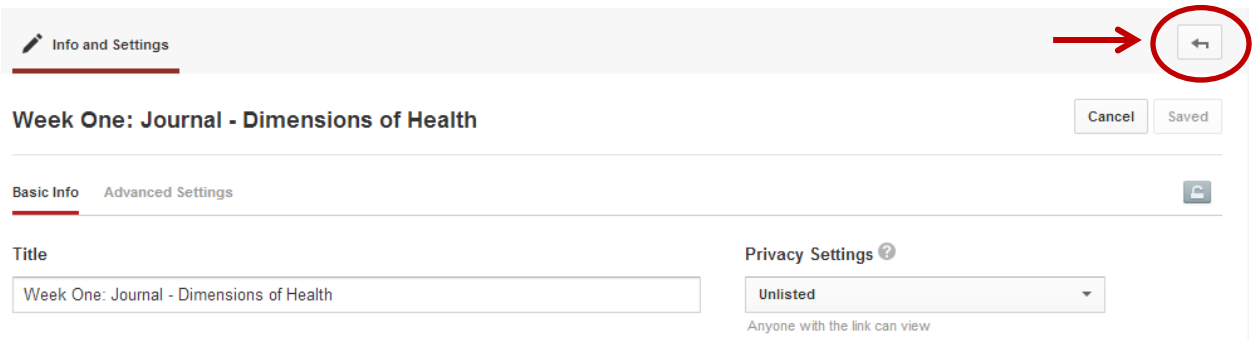 Info and Settings
Week One: Journal - Dimensions of Health
Cancel
Saved
Basic Info
Advanced Settings
Title
Privacy Settings ?
Week One: Journal - Dimensions of Health
Unlisted
Anyone with the link can view